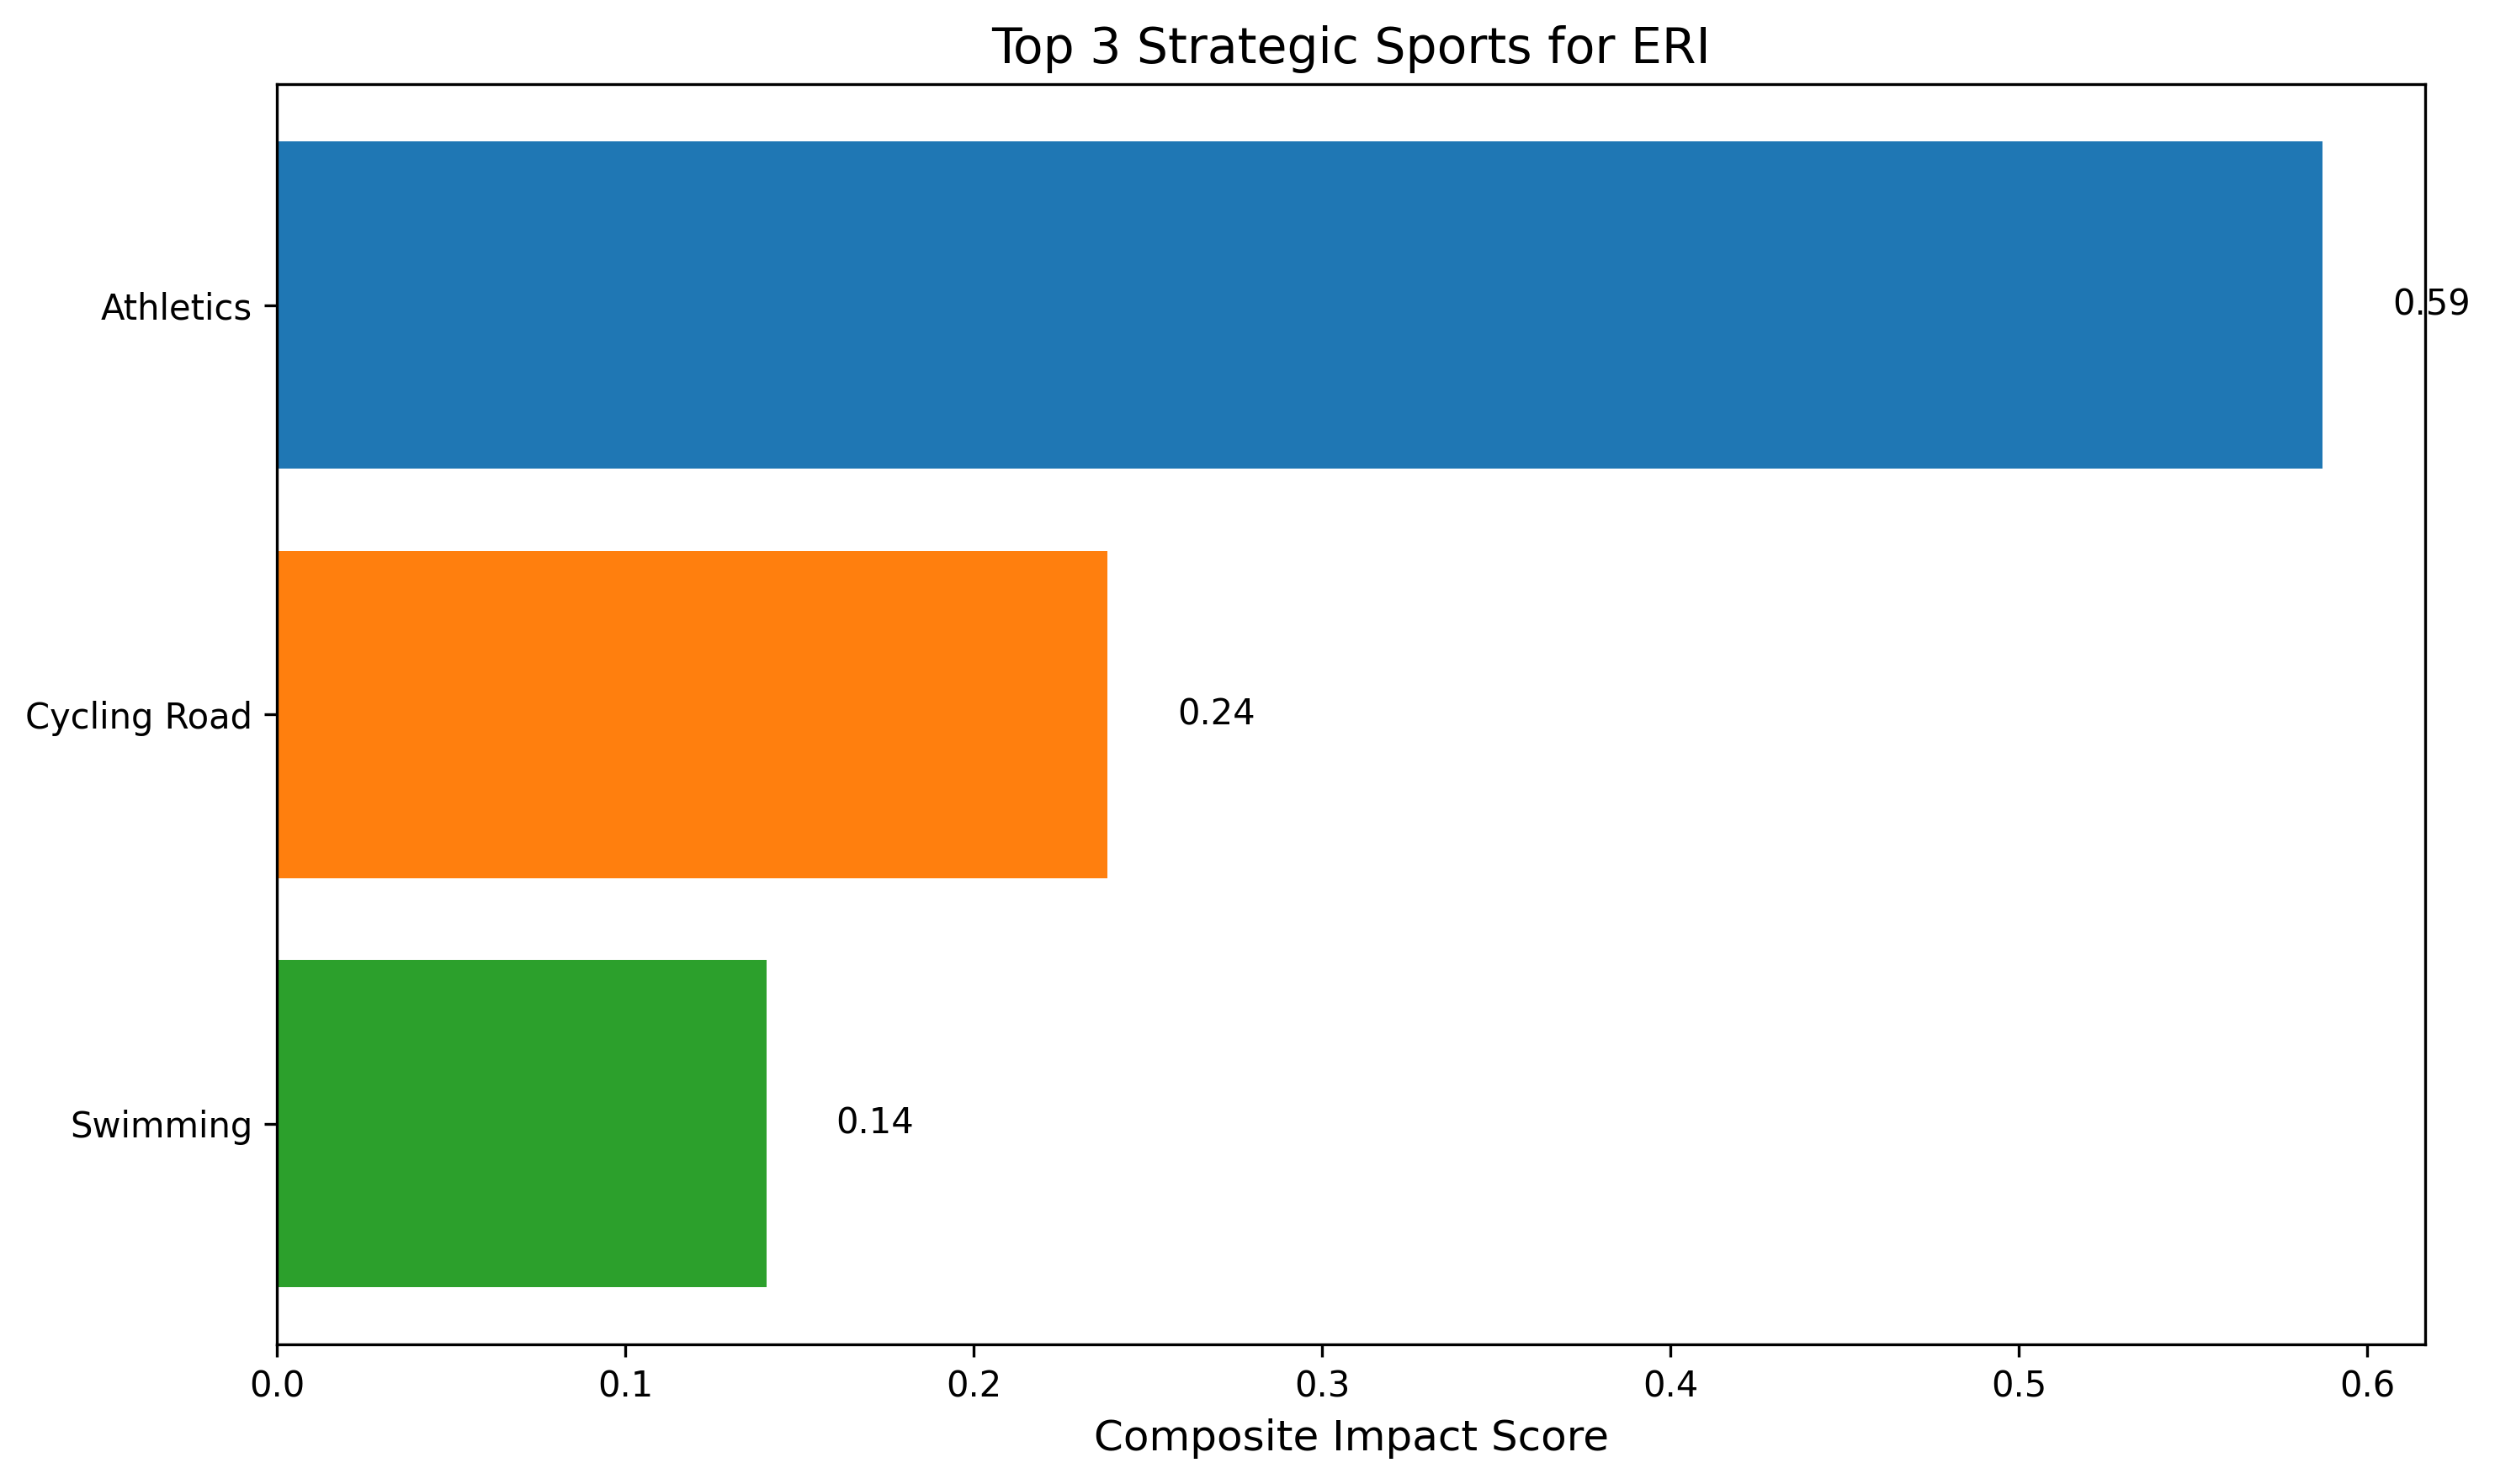 Top 3 Strategic Sports for ERI
Athletics
0.59
Cycling Road
0.24
Swimming
0.14
0.0 0.1 0.2 0.3 0.4 0.5 0.6
Composite Impact Score